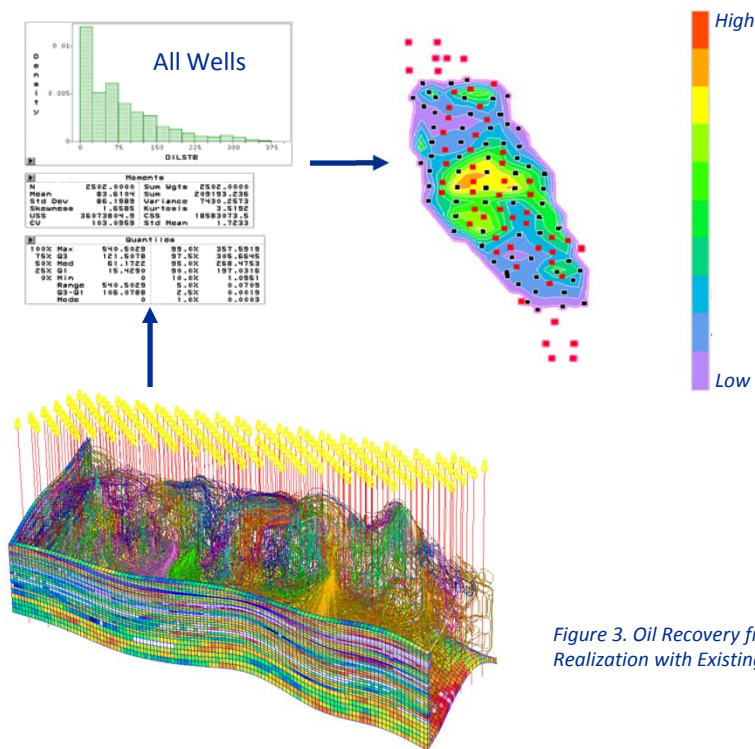 High
0.01
Density
0.005
0
All Wells
0 75 150 225 300 375
OILSTB
Moments
N 2502.0000 Sum Wgts 2502.0000
Mean 83.6104 Sum 209193.236
Std Dev 86.1989 Variance 7430.2573
Skewness 1.6585 Kurtosis 3.5192
USS 36073804.9 CSS 18583073.5
CV 103.0959 Std Mean 1.7233
Quantiles
100% Max 540.5029 99.0% 357.5919
75% Q3 121.5078 97.5% 305.6645
50% Med 61.1722 95.0% 268.4753
25% Q1 15.4290 90.0% 197.0316
0% Min 0 10.0% 1.0951
Range 540.5029 5.0% 0.0709
Q3-Q1 106.0788 2.5% 0.0019
Mode 0 1.0% 0.0003
Low
Figure 3. Oil Recovery
Realization with Existing